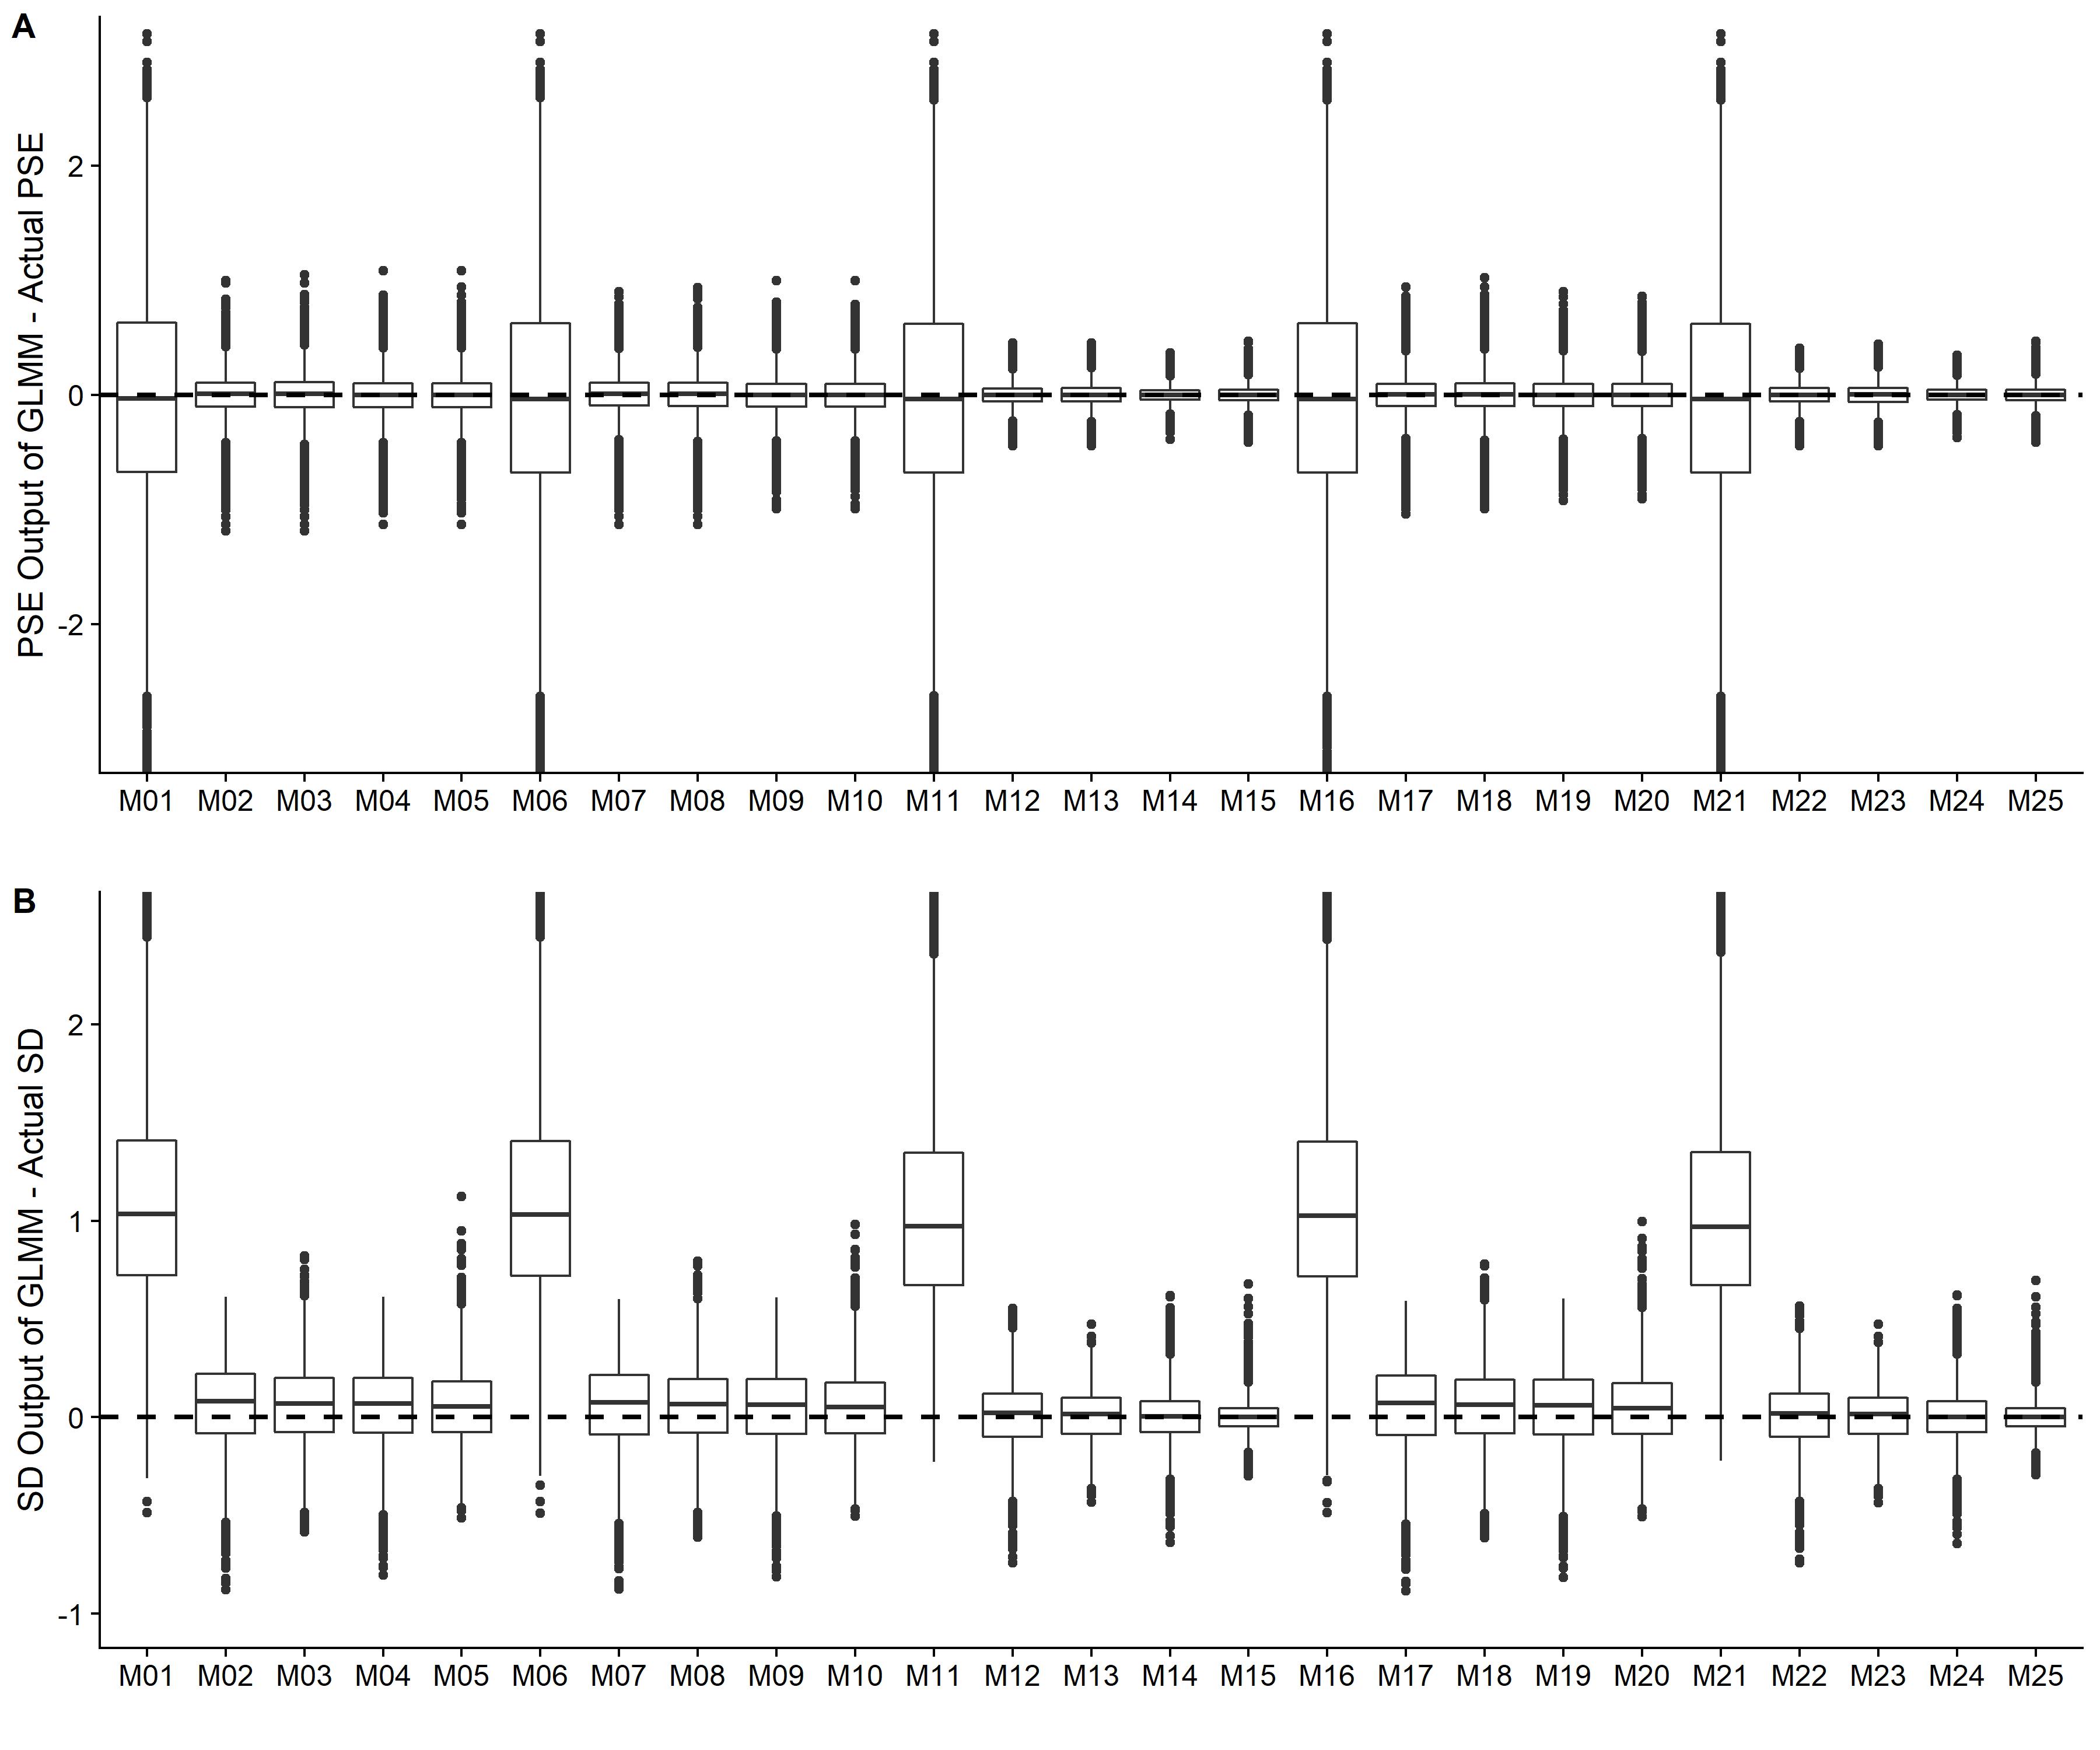 A
PSE Output of GLMM - Actual PSE
2
0
-2
M01 M02 M03 M04 M05 M06 M07 M08 M09 M10 M11 M12 M13 M14 M15 M16 M17 M18 M19 M20 M21 M22 M23 M24 M25
B
SD Output of GLMM - Actual SD
2
1
0
-1
M01 M02 M03 M04 M05 M06 M07 M08 M09 M10 M11 M12 M13 M14 M15 M16 M17 M18 M19 M20 M21 M22 M23 M24 M25